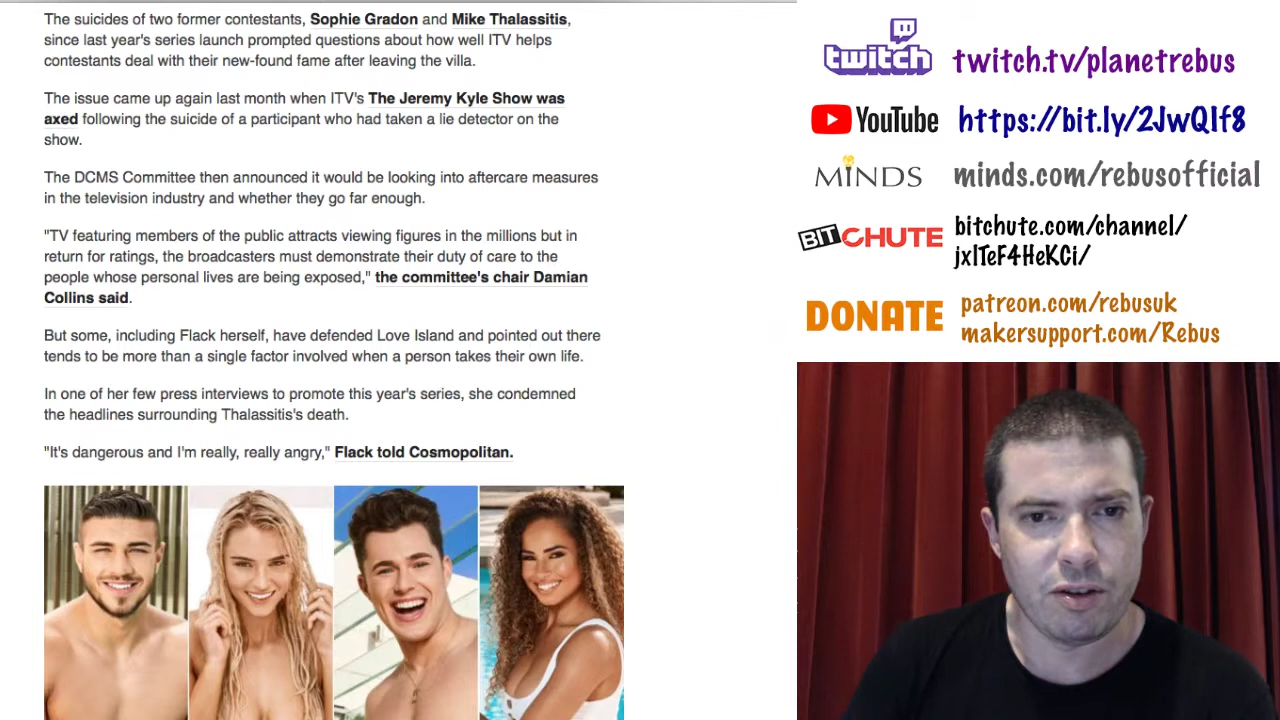 The suicides of two former contestants, Sophie Gradon and Mike Thalassitis,
since last year's series launch prompted questions about how well ITV helps
contestants deal with their new-found fame after leaving the villa.
The issue came up again last month when ITV's The Jeremy Kyle Show was
axed following the suicide of a participant who had taken a lie detector on the
show.
The DCMS Committee then announced it would be looking into aftercare measures
in the television industry and whether they go far enough.
"TV featuring members of the public attracts viewing figures in the millions but in
return for ratings, the broadcasters must demonstrate their duty of care to the
people whose personal lives are being exposed," the committee's chair Damian
Collins said.
But some, including Flack herself, have defended Love Island and pointed out there
tends to be more than a single factor involved when a person takes their own life.
In one of her few press interviews to promote this year's series, she condemned
the headlines surrounding Thalassitis's death.
"It's dangerous and I'm really, really angry," Flack told Cosmopolitan.
twitch twitch.tv/planetrebus
YouTube https://bit.ly/2JwQIf8
MINDS minds.com/rebusofficial
BITCHUTE bitchute.com/channel/
jxlTeF4HeKCi/
DONATE patreon.com/rebusuk
makersupport.com/Rebus